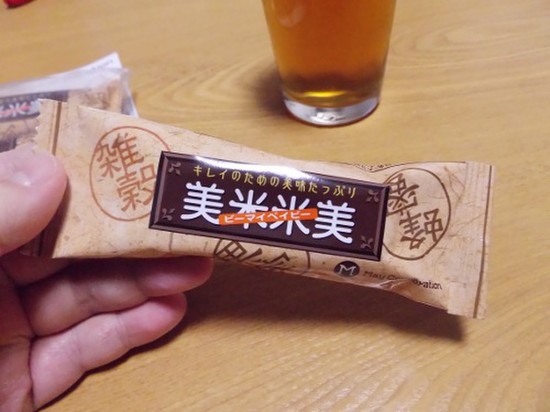 雑穀
キレイのための美味たっぷり
美米米美
ビーマイベイビー
M May Corporation